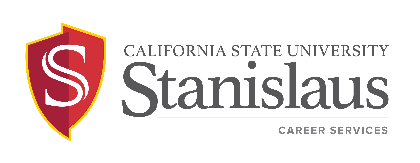 S
CALIFORNIA STATE UNIVERSITY
Stanislaus
CAREER SERVICES